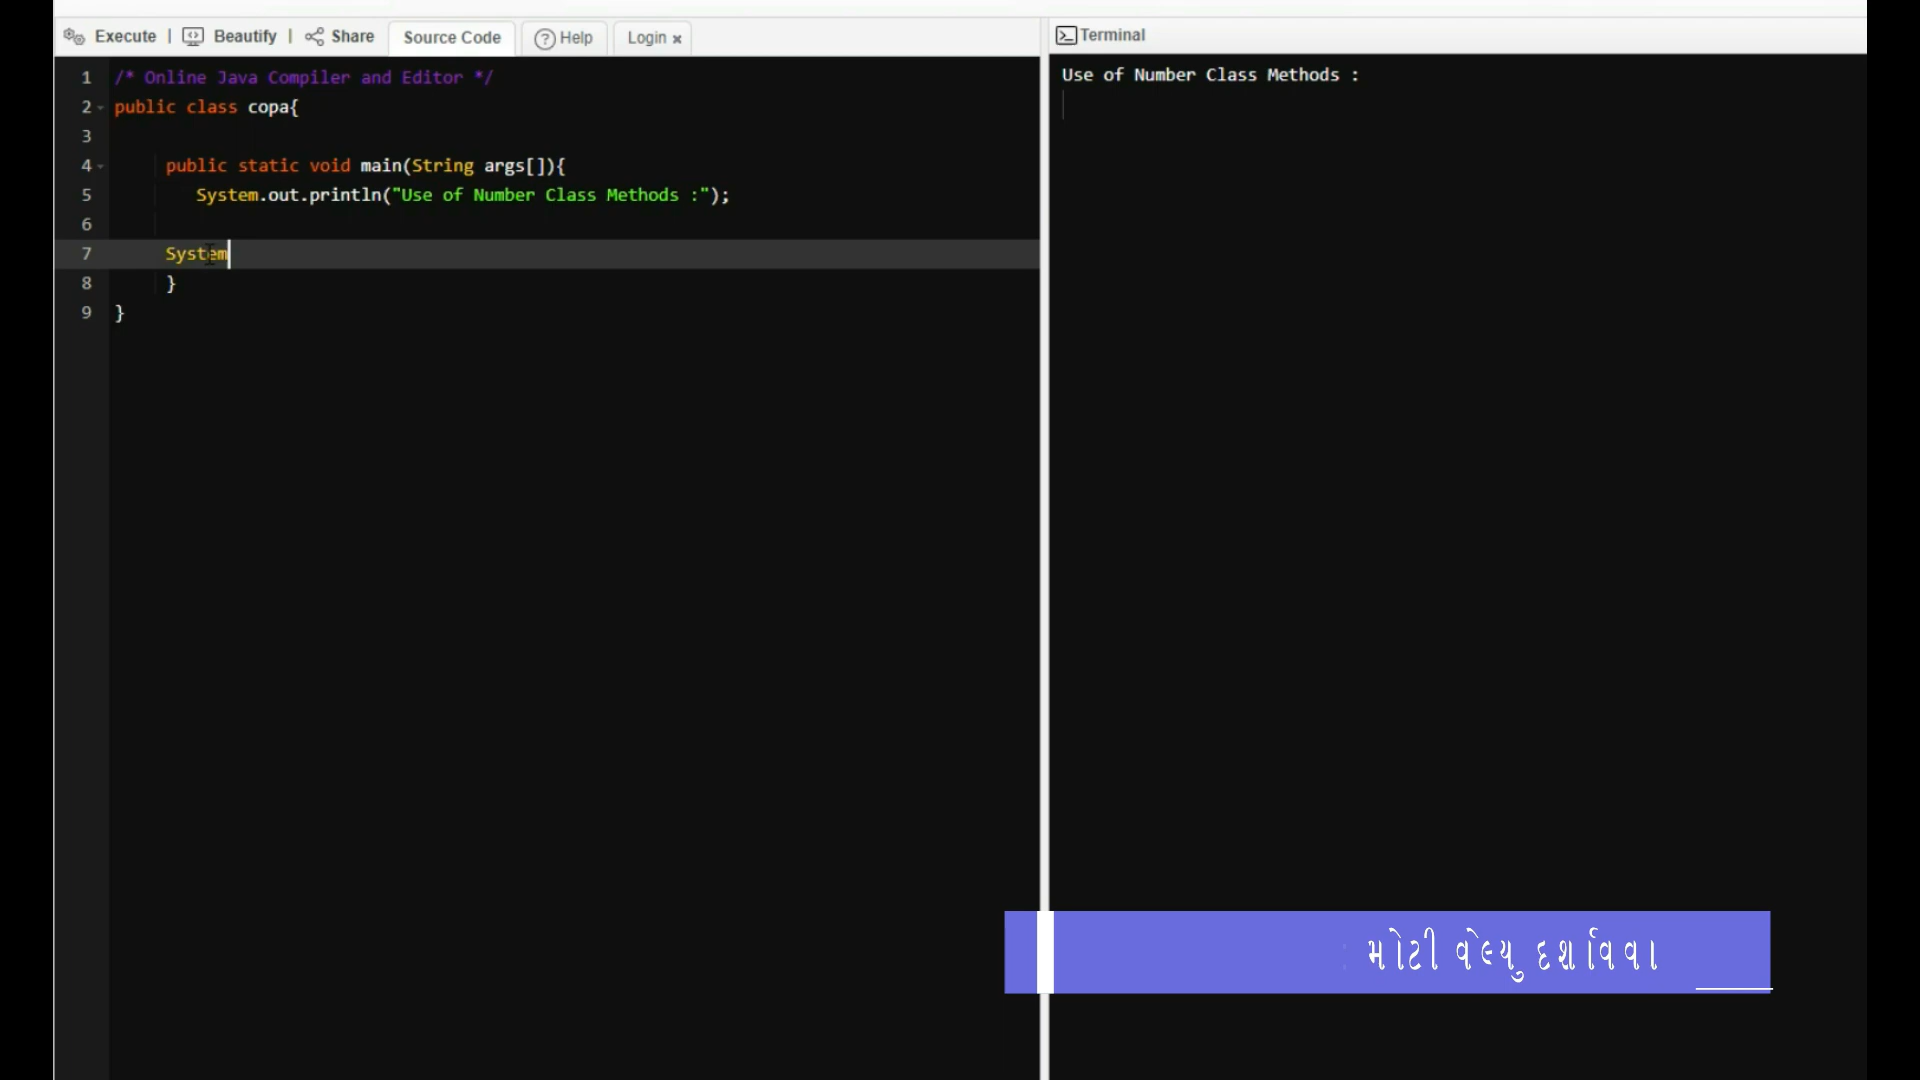 Execute | Beautify | Share Source Code Help Login ×
1 /* Online Java Compiler and Editor */
2 public class copa{
3
4 public static void main(String args[]){
5 System.out.println("Use of Number Class Methods :");
6
7 System
8 }
9 }
Terminal
Use of Number Class Methods :
: મોટી વેલ્યુ દર્શાવવા